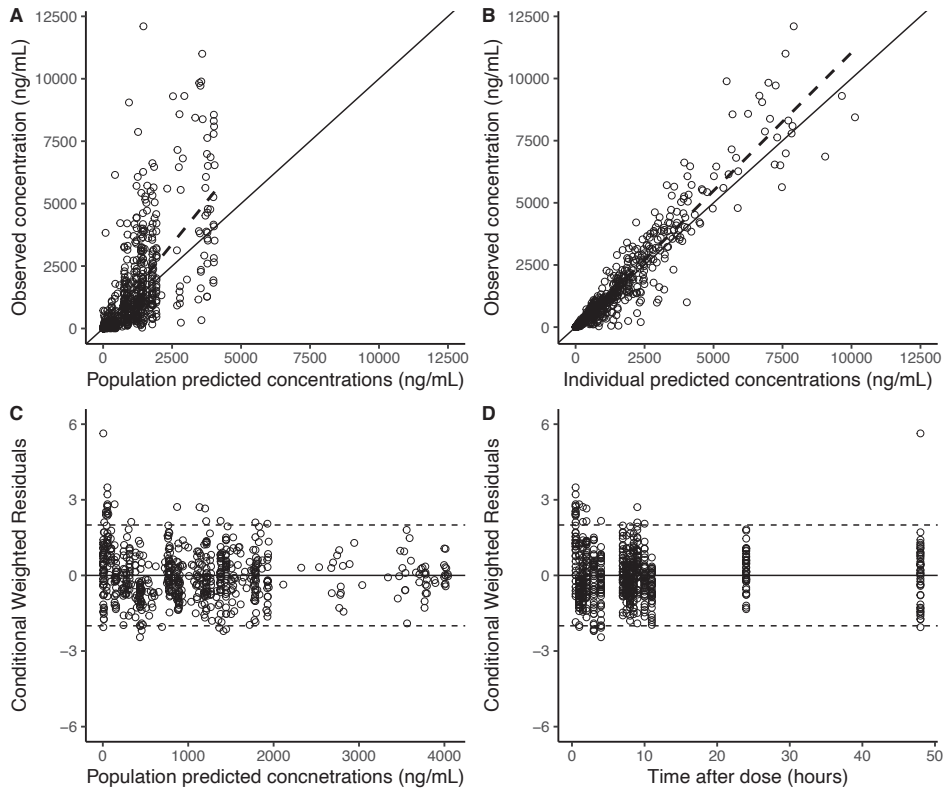 A
Observed concentration (ng/mL)
12500
10000
7500
5000
2500
0
0 2500 5000 7500 10000 12500
Population predicted concentrations (ng/mL)
B
Observed concentration (ng/mL)
12500
10000
7500
5000
2500
0
0 2500 5000 7500 10000 12500
Individual predicted concentrations (ng/mL)
C
Conditional Weighted Residuals
6
3
0
−3
−6
0 1000 2000 3000 4000
Population predicted concnetrations (ng/mL)
D
Conditional Weighted Residuals
6
3
0
−3
−6
0 10 20 30 40 50
Time after dose (hours)